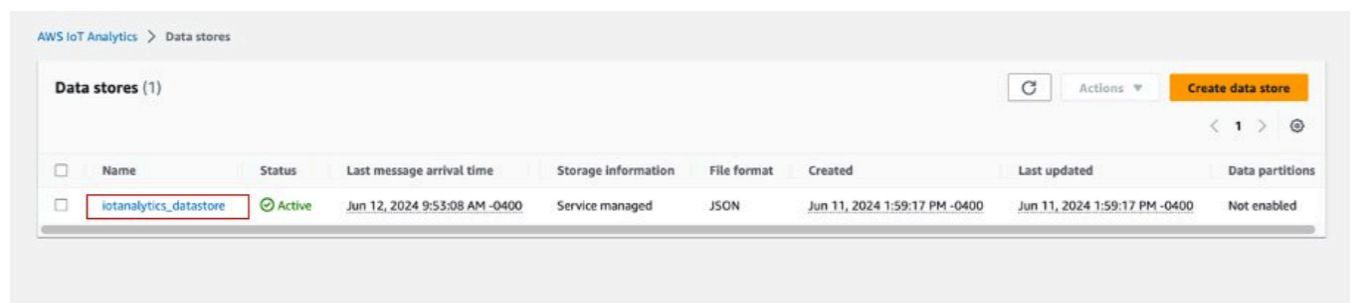 AWS IoT Analytics > Data stores
Data stores (1)
Actions
Create data store
< 1 >
Name Status Last message arrival time Storage information File format Created Last updated Data partitions
iotanalytics_datastore Active Jun 12, 2024 9:53:08 AM -0400 Service managed JSON Jun 11, 2024 1:59:17 PM -0400 Jun 11, 2024 1:59:17 PM -0400 Not enabled